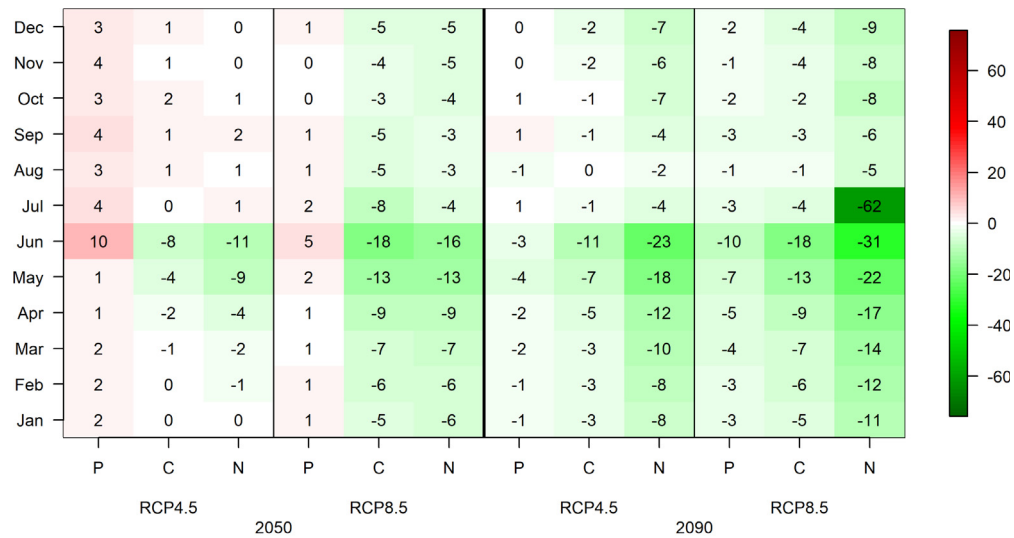 Dec 3 1 0 1 -5 -5 0 -2 -7 -2 -4 -9
Nov 4 1 0 0 -4 -5 0 -2 -6 -1 -4 -8
Oct 3 2 1 0 -3 -4 1 -1 -7 -2 -2 -8
Sep 4 1 2 1 -5 -3 1 -1 -4 -3 -3 -6
Aug 3 1 1 1 -5 -3 -1 0 -2 -1 -1 -5
Jul 4 0 1 2 -8 -4 1 -1 -4 -3 -4 -62
Jun 10 -8 -11 5 -18 -16 -3 -11 -23 -10 -18 -31
May 1 -4 -9 2 -13 -13 -4 -7 -18 -7 -13 -22
Apr 1 -2 -4 1 -9 -9 -2 -5 -12 -5 -9 -17
Mar 2 -1 -2 1 -7 -7 -2 -3 -10 -4 -7 -14
Feb 2 0 -1 1 -6 -6 -1 -3 -8 -3 -6 -12
Jan 2 0 0 1 -5 -6 -1 -3 -8 -3 -5 -11
P C N P C N P C N P C N
RCP4.5 RCP8.5 RCP4.5 RCP8.5
2050 2090
60
40
20
0
-20
-40
-60